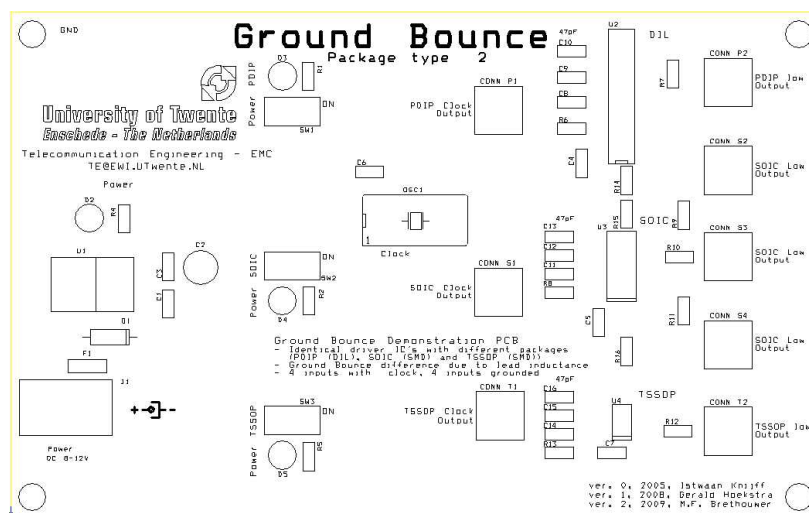 GND
Ground Bounce
Package type 2
University of Twente
Enschede - The Netherlands
Telecommunication Engineering - EMC
TE@EWI.UTwente.NL
Power
D2
R4
U1
C3
C1
C2
D1
F1
J1
Power
DC 8-12V
Power PDIP
D3
R1
ON
SW1
SOIC
ON
SW2
Power
D4
R2
SW3
TSSOP
ON
Power
D5
R5
CONN P1
PDIP Clock
Output
C6
OSC1
1
Clock
CONN S1
SOIC Clock
Output
Ground Bounce Demonstration PCB
- Identical driver IC's with different packages
(PDIP (DIL), SOIC (SMD) and TSSOP (SMD))
- Ground Bounce difference due to lead inductance
- 4 inputs with clock, 4 inputs grounded
CONN T1
TSSOP Clock
Output
47pF
C10
C9
C8
R6
C4
U2
DIL
R14
R7
CONN P2
PDIP low
Output
CONN S2
SOIC Low
Output
47pF
C13
C12
C11
R8
C5
R15
U3
SOIC
R9
R10
R11
R16
CONN S3
SOIC Low
Output
CONN S4
SOIC Low
Output
47pF
C16
C15
C14
R13
C7
U4
TSSOP
R12
CONN T2
TSSOP low
Output
ver. 0, 2005, Istwaan Knijff
ver. 1, 2008, Gerald Hoekstra
ver. 2, 2009, M.F. Brethouwer